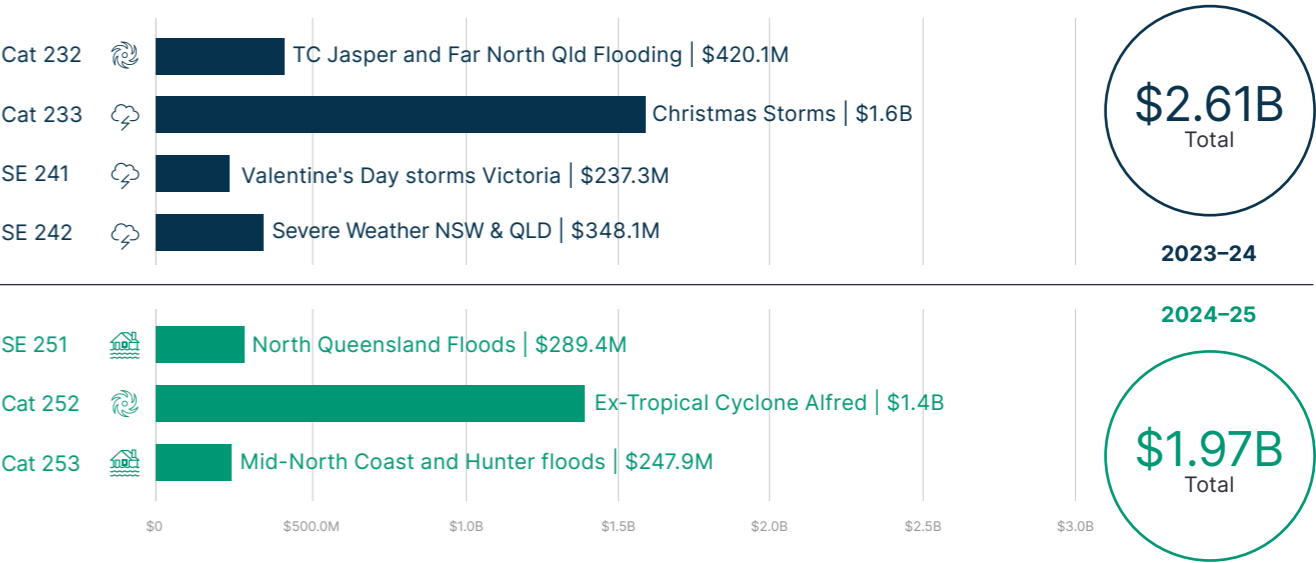 Cat 232 TC Jasper and Far North Qld Flooding | $420.1M
Cat 233 Christmas Storms | $1.6B
SE 241 Valentine's Day storms Victoria | $237.3M
SE 242 Severe Weather NSW & QLD | $348.1M
$2.61B
Total
2023–24
2024–25
SE 251 North Queensland Floods | $289.4M
Cat 252 Ex-Tropical Cyclone Alfred | $1.4B
Cat 253 Mid-North Coast and Hunter floods | $247.9M
$1.97B
Total
$0 $500.0M $1.0B $1.5B $2.0B $2.5B $3.0B